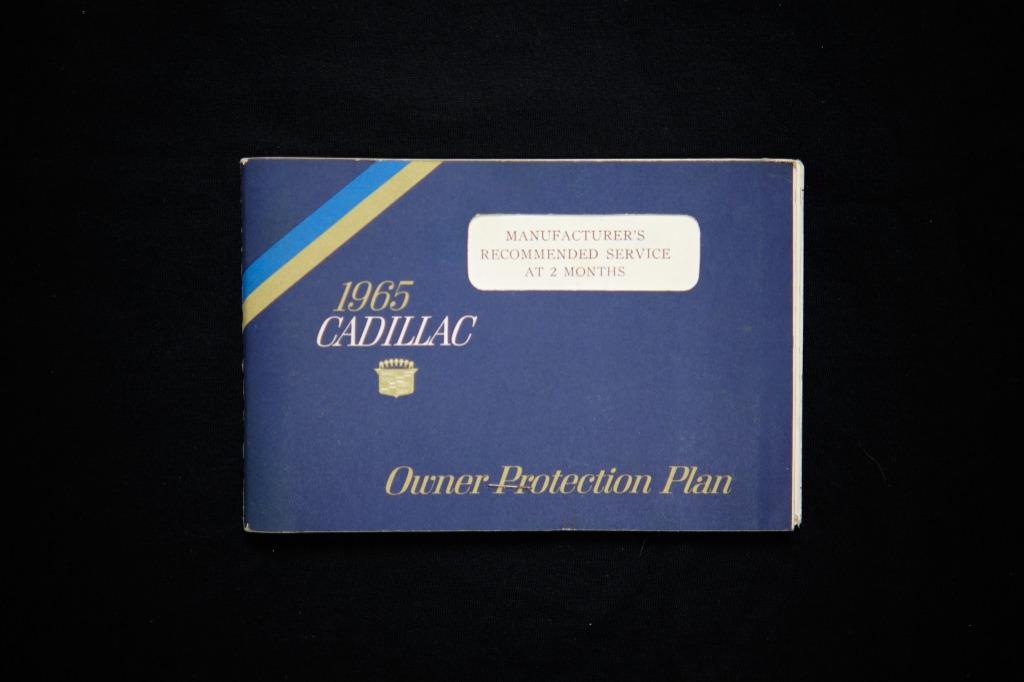 MANUFACTURER'S
RECOMMENDED SERVICE
AT 2 MONTHS
1965
CADILLAC
Owner Protection Plan